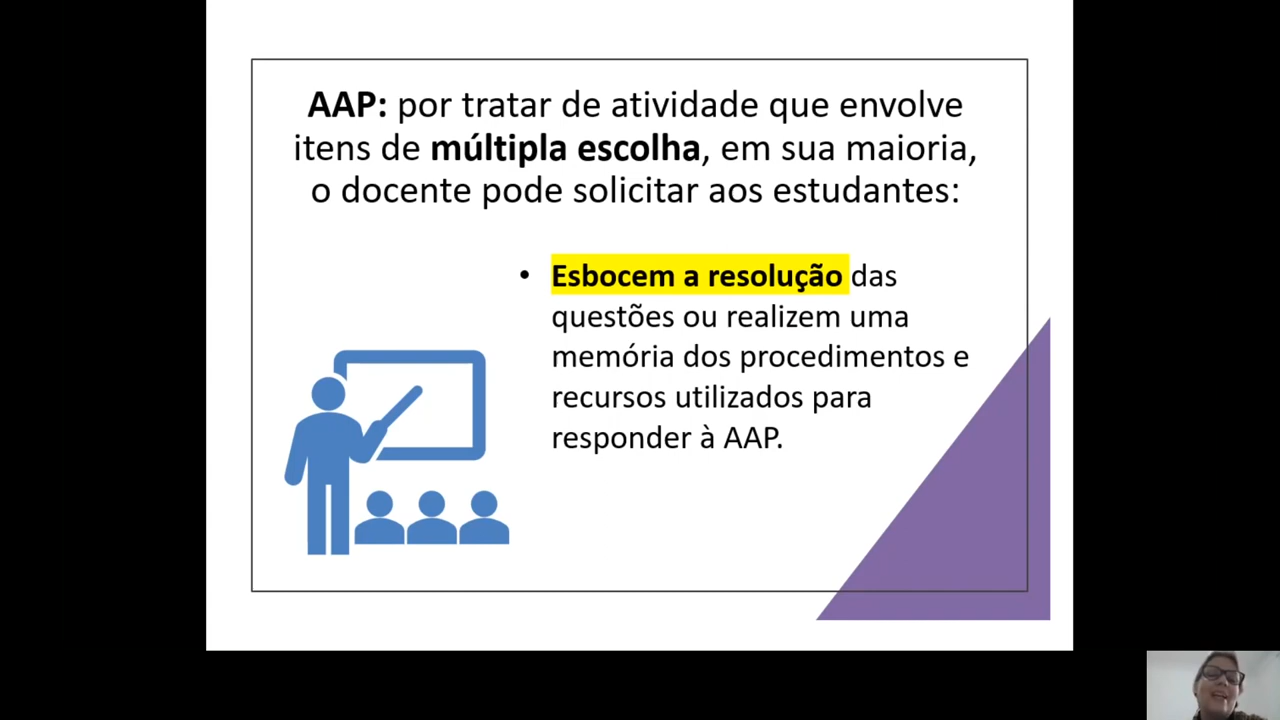 AAP: por tratar de atividade que envolve
itens de múltipla escolha, em sua maioria,
o docente pode solicitar aos estudantes:
• Esbocem a resolução das
questões ou realizem uma
memória dos procedimentos e
recursos utilizados para
responder à AAP.